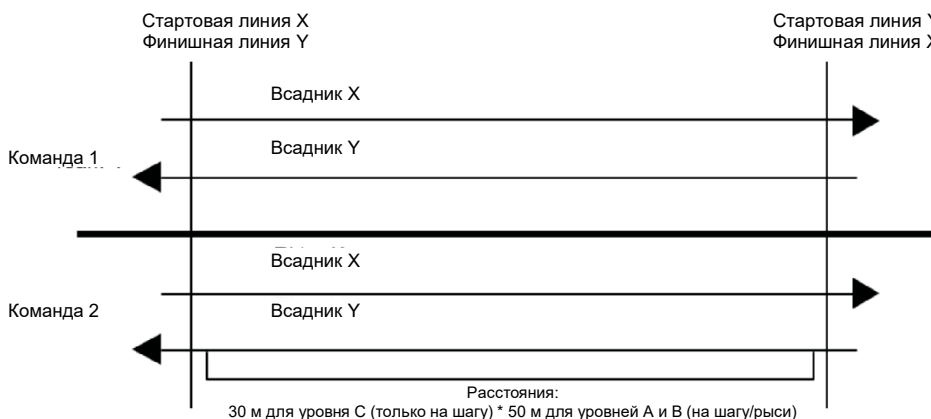 Стартовая линия X
Финишная линия Y
Стартовая линия
Финишная линия
Всадник X
Всадник Y
Команда 1
Всадник X
Команда 2
Всадник Y
Расстояния:
30 м для уровня С (только на шагу) * 50 м для уровней А и В (на шагу/рыси)